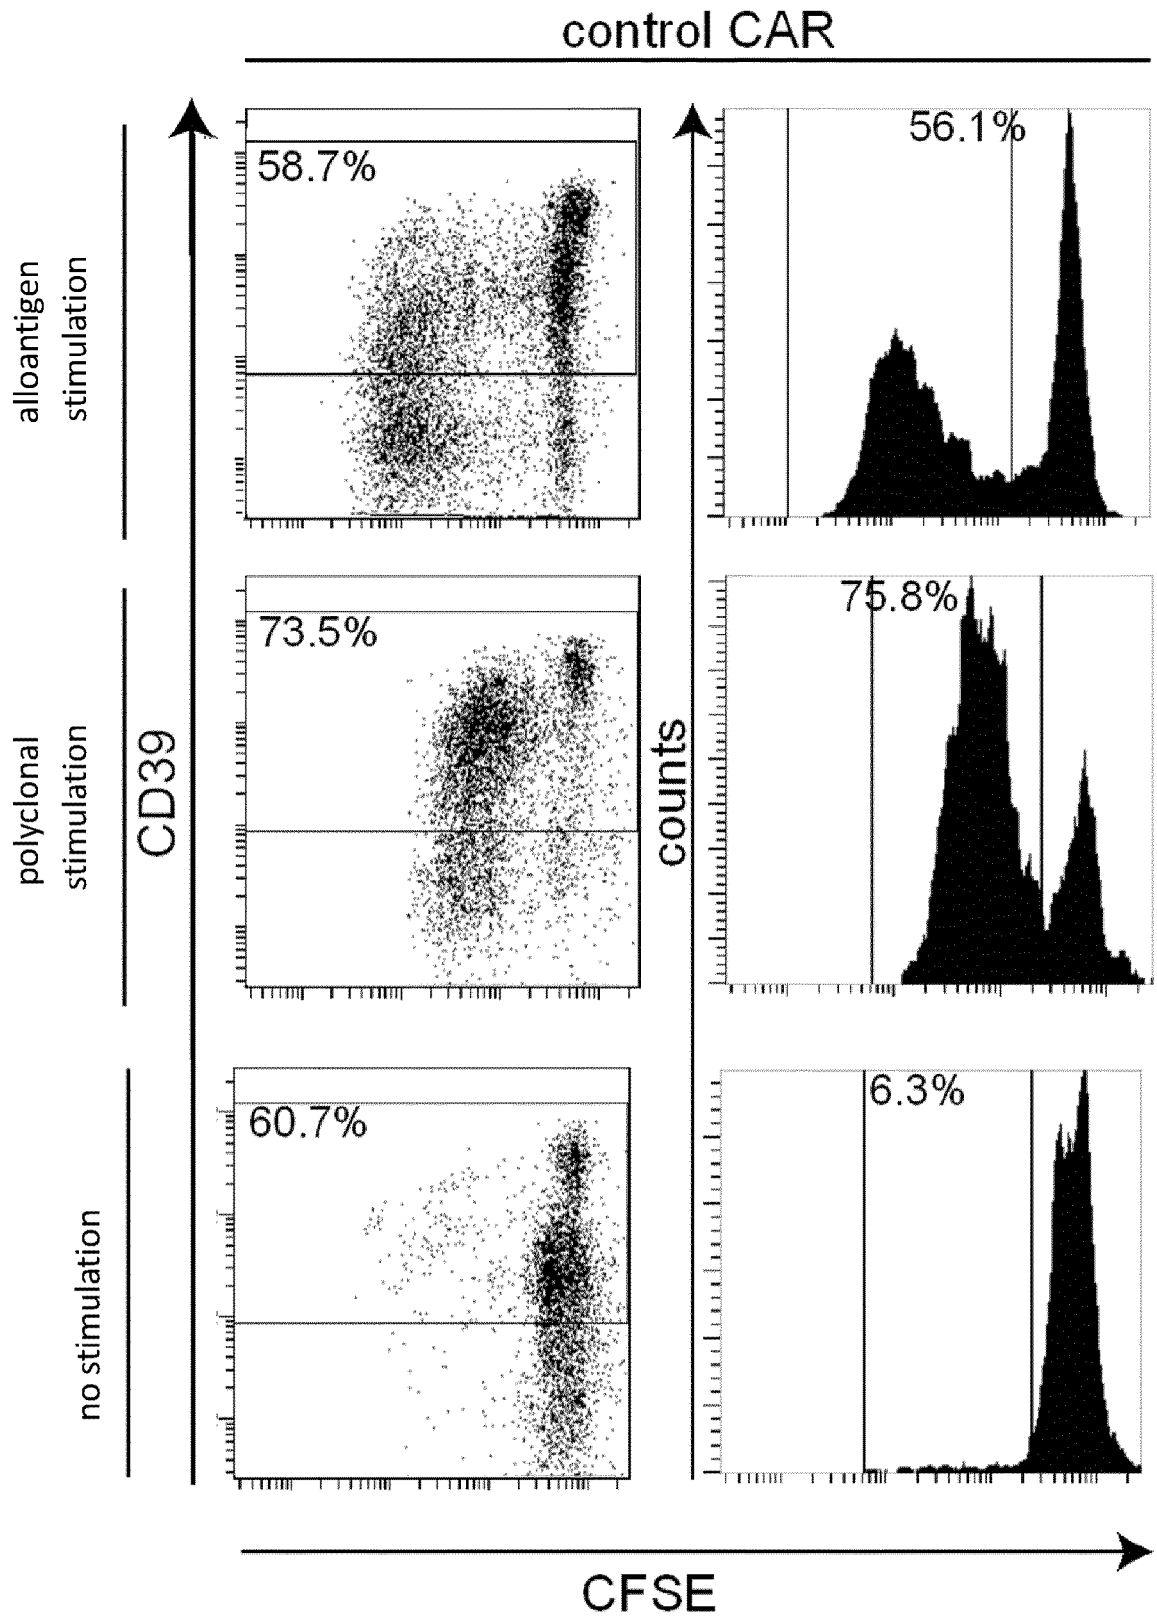 control CAR
58.7%
56.1%
alloantigen
stimulation
73.5%
75.8%
polyclonal
stimulation
CD39
counts
60.7%
6.3%
no stimulation
CFSE